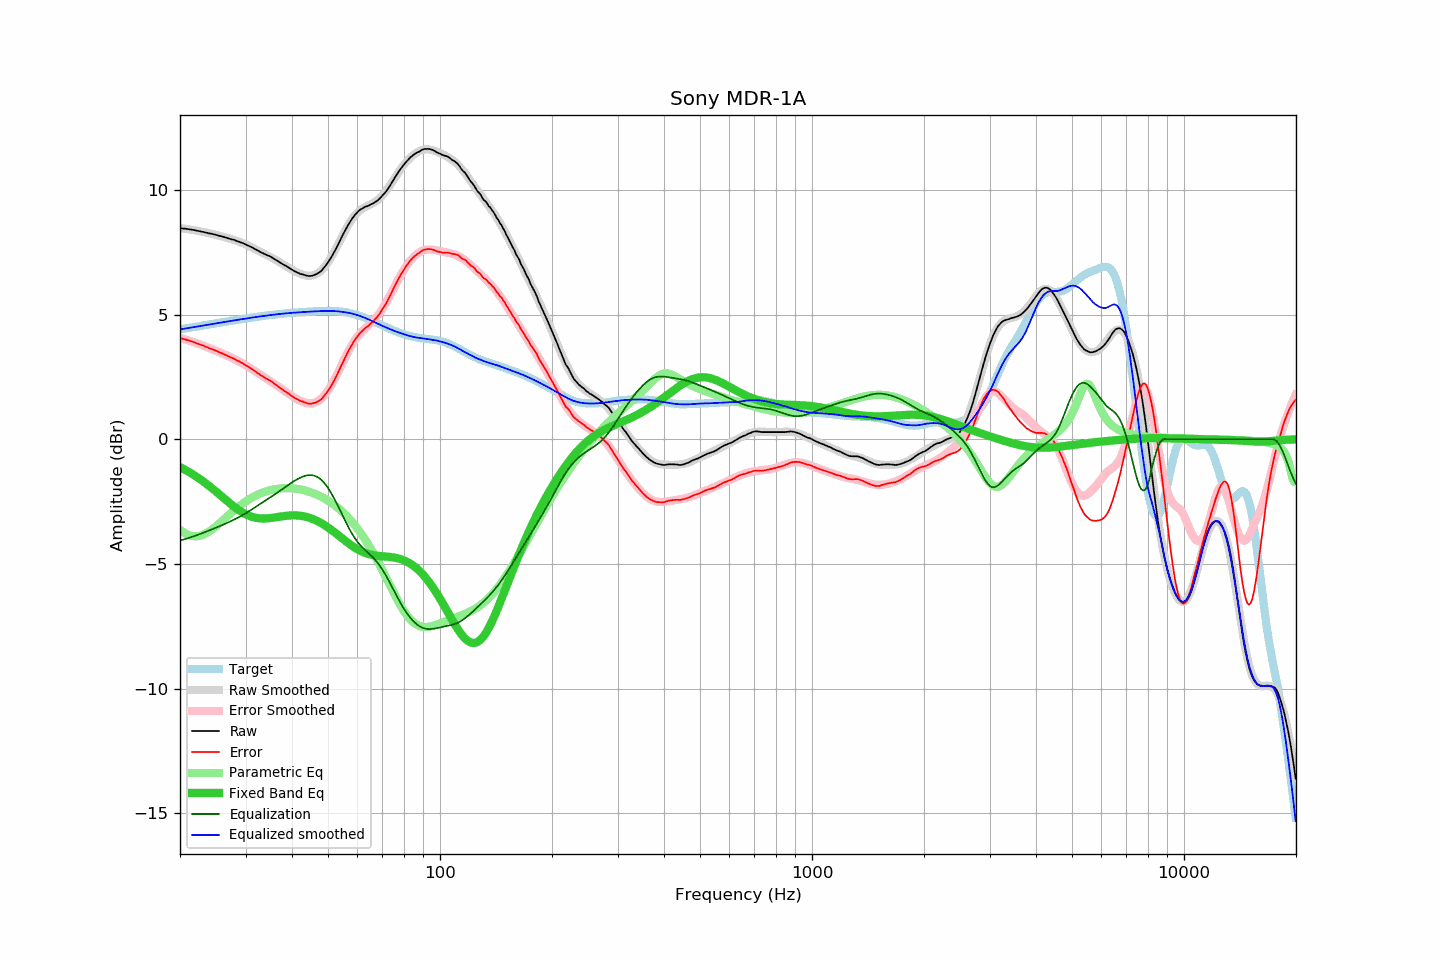 Sony MDR-1A
Amplitude (dBr)
10
5
0
−5
−10
−15
Target
Raw Smoothed
Error Smoothed
Raw
Error
Parametric Eq
Fixed Band Eq
Equalization
Equalized smoothed
100
1000
10000
Frequency (Hz)